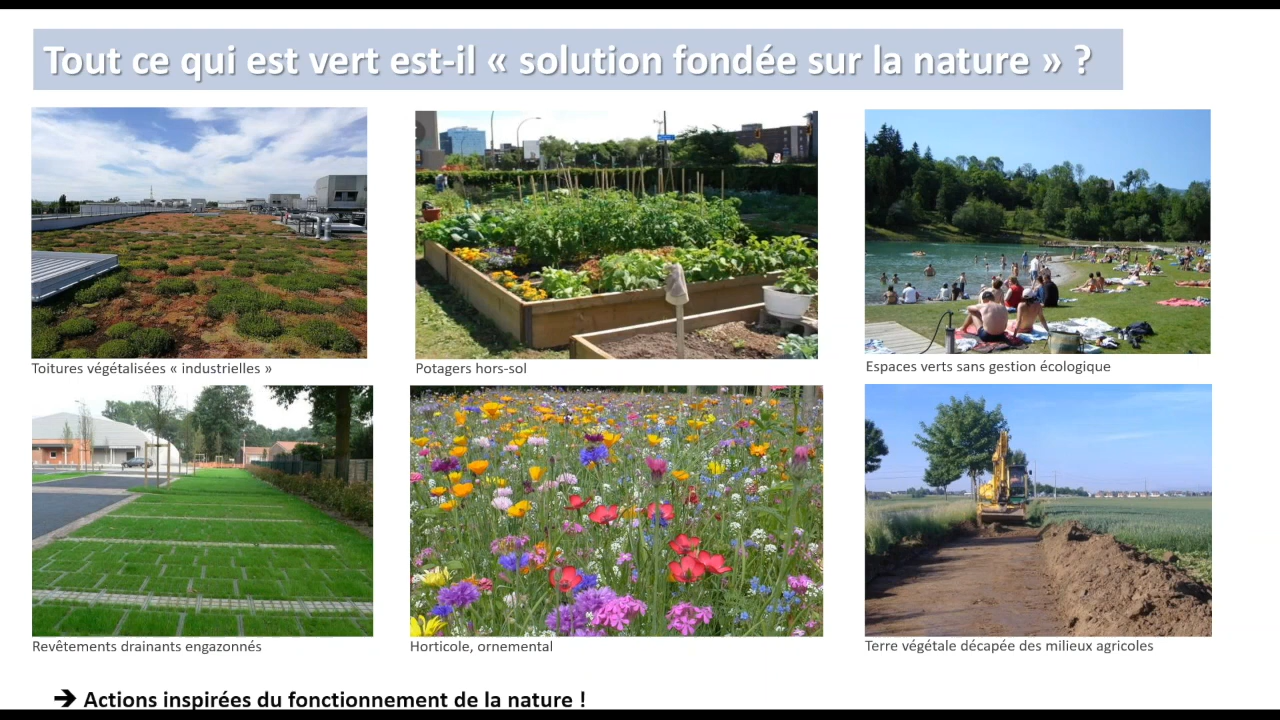 Tout ce qui est vert est-il « solution fondée sur la nature » ?
Toitures végétalisées « industrielles »
Potagers hors-sol
Espaces verts sans gestion écologique
Revêtements drainants engazonnés
Horticole, ornemental
Terre végétale décapée des milieux agricoles
➔ Actions inspirées du fonctionnement de la nature !